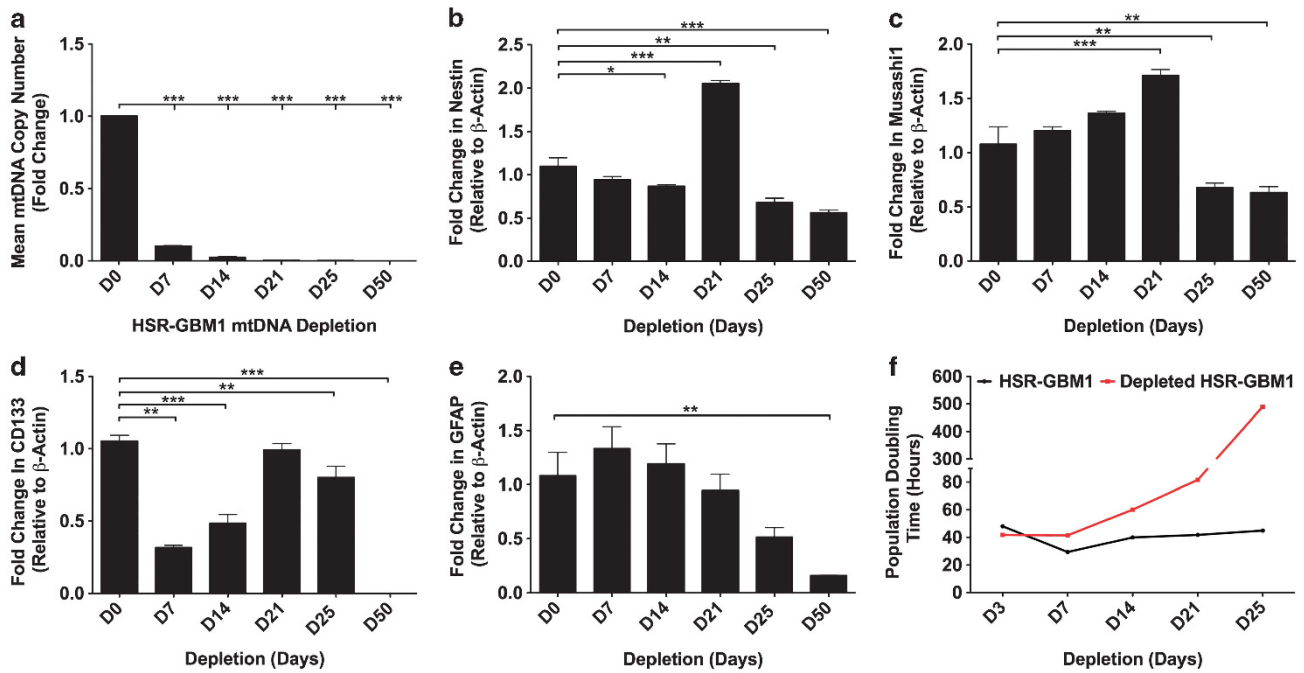 a
Mean mtDNA Copy Number
(Fold Change)
1.5
1.0
0.5
0.0
*** *** *** *** ***
D0 D7 D14 D21 D25 D50
HSR-GBM1 mtDNA Depletion
b
Fold Change in Nestin
(Relative to β-Actin)
2.5
2.0
1.5
1.0
0.5
0.0
***
**
***
*
D0 D7 D14 D21 D25 D50
Depletion (Days)
c
Fold Change In Musashi1
(Relative to β-Actin)
2.0
1.5
1.0
0.5
0.0
**
**
***
D0 D7 D14 D21 D25 D50
Depletion (Days)
d
Fold Change In CD133
(Relative to β-Actin)
1.5
1.0
0.5
0.0
***
**
***
**
D0 D7 D14 D21 D25 D50
Depletion (Days)
e
Fold Change in GFAP
(Relative to β-Actin)
2.0
1.5
1.0
0.5
0.0
**
D0 D7 D14 D21 D25 D50
Depletion (Days)
f
HSR-GBM1 Depleted HSR-GBM1
Population Doubling
Time (Hours)
600
500
400
300
80
60
40
20
0
D3 D7 D14 D21 D25
Depletion (Days)